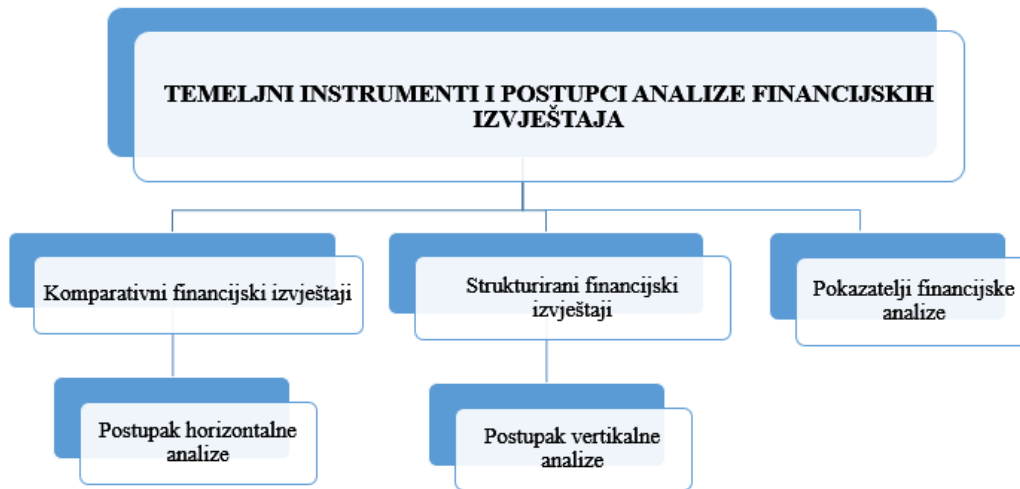 TEMELJNI INSTRUMENTI I POSTUPCI ANALIZE FINANCIJSKIH
IZVJEŠTAJA
Komparativni financijski izvještaji
Strukturirani financijski
izvještaji
Pokazatelji financijske
analize
Postupak horizontalne
analize
Postupak vertikalne
analize